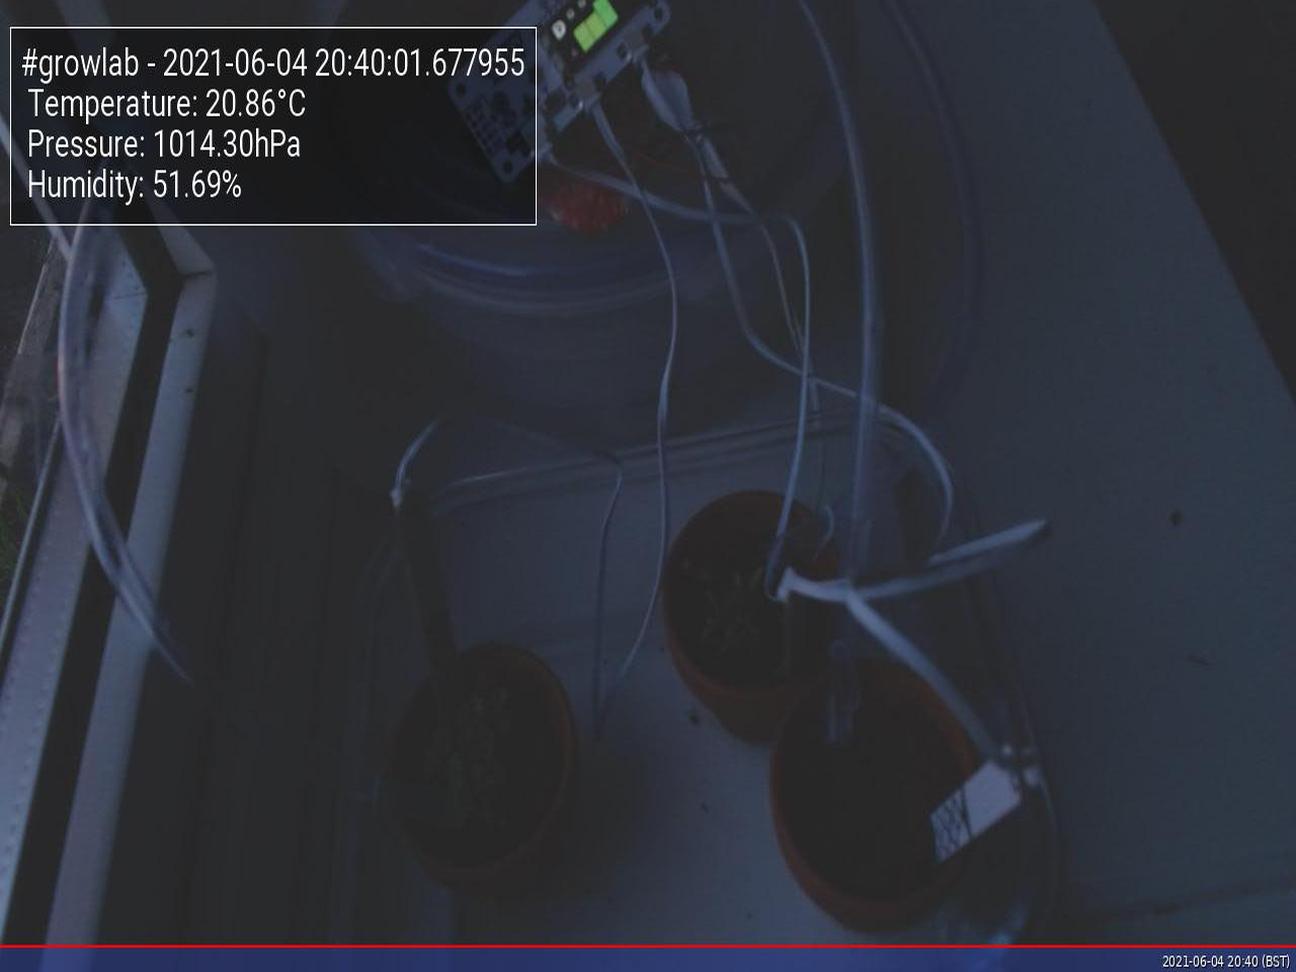 #growlab - 2021-06-04 20:40:01.677955
Temperature: 20.86°C
Pressure: 1014.30hPa
Humidity: 51.69%
2021-06-04 20:40 (BST)